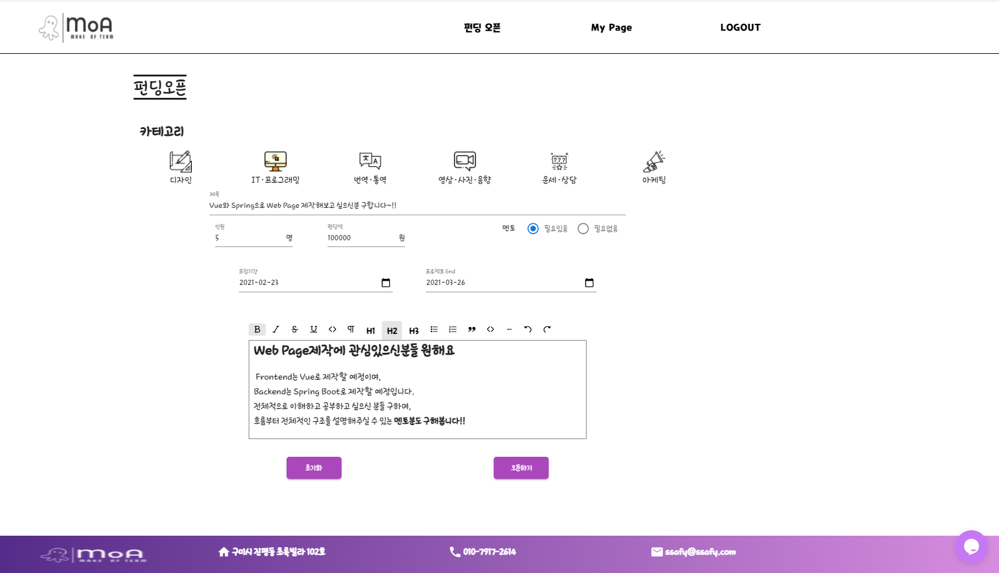 MoA
MAKE OF TEAM
펀딩 오픈
My Page
LOGOUT
펀딩오픈
카테고리
디자인
IT·프로그래밍
번역·통역
영상·사진·음향
운세·상담
마케팅
제목
Vue와 Spring으로 Web Page 제작해보고 싶으신분 구합니다~!!
인원
5 명
펀딩액
100000 원
멘토
필요있음
필요없음
모집기간
2021-02-23
프로젝트 End
2021-03-26
H1 H2 H3
Web Page제작에 관심있으신분들 원해요
Frontend는 Vue로 제작할 예정이며,
Backend는 Spring Boot로 제작할 예정입니다.
전체적으로 이해하고 공부하고 싶으신 분들 구하며,
흐름부터 전체적인 구조를 설명해주실 수 있는 멘토분도 구해봅니다!!
초기화
오픈하기
MoA
MAKE OF TEAM
구미시 진평동 초록빌라 102호
010-7917-2614
ssafy@ssafy.com